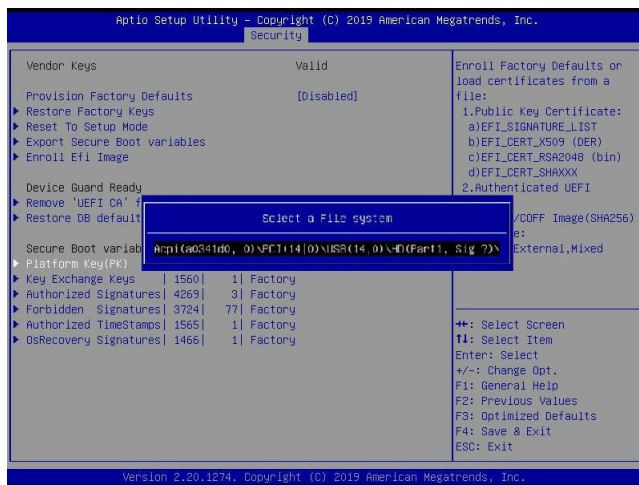 Aptio Setup Utility – Copyright (C) 2019 American Megatrends, Inc.
Security
Vendor Keys Valid
Provision Factory Defaults [Disabled]
Restore Factory Keys
Reset To Setup Mode
Export Secure Boot variables
Enroll Efi Image
Device Guard Ready
Remove 'UEFI CA' f
Restore DB default
Secure Boot variab
Platform Key(PK)
Key Exchange Keys | 1560| 1| Factory
Authorized Signatures| 4269| 3| Factory
Forbidden Signatures| 3724| 77| Factory
Authorized TimeStamps| 1565| 1| Factory
OsRecovery Signatures| 1466| 1| Factory
Select a File system
Acpi(a0341d0, 0)\PCI(14|0)\USB(14,0)\HD(Part1, Sig ?)\
Enroll Factory Defaults or
load certificates from a
file:
1.Public Key Certificate:
a)EFI_SIGNATURE_LIST
b)EFI_CERT_X509 (DER)
c)EFI_CERT_RSA2048 (bin)
d)EFI_CERT_SHAXXX
2.Authenticated UEFI
/COFF Image(SHA256)
e:
External,Mixed
→←: Select Screen
↑↓: Select Item
Enter: Select
+/-: Change Opt.
F1: General Help
F2: Previous Values
F3: Optimized Defaults
F4: Save & Exit
ESC: Exit
Version 2.20.1274. Copyright (C) 2019 American Megatrends, Inc.